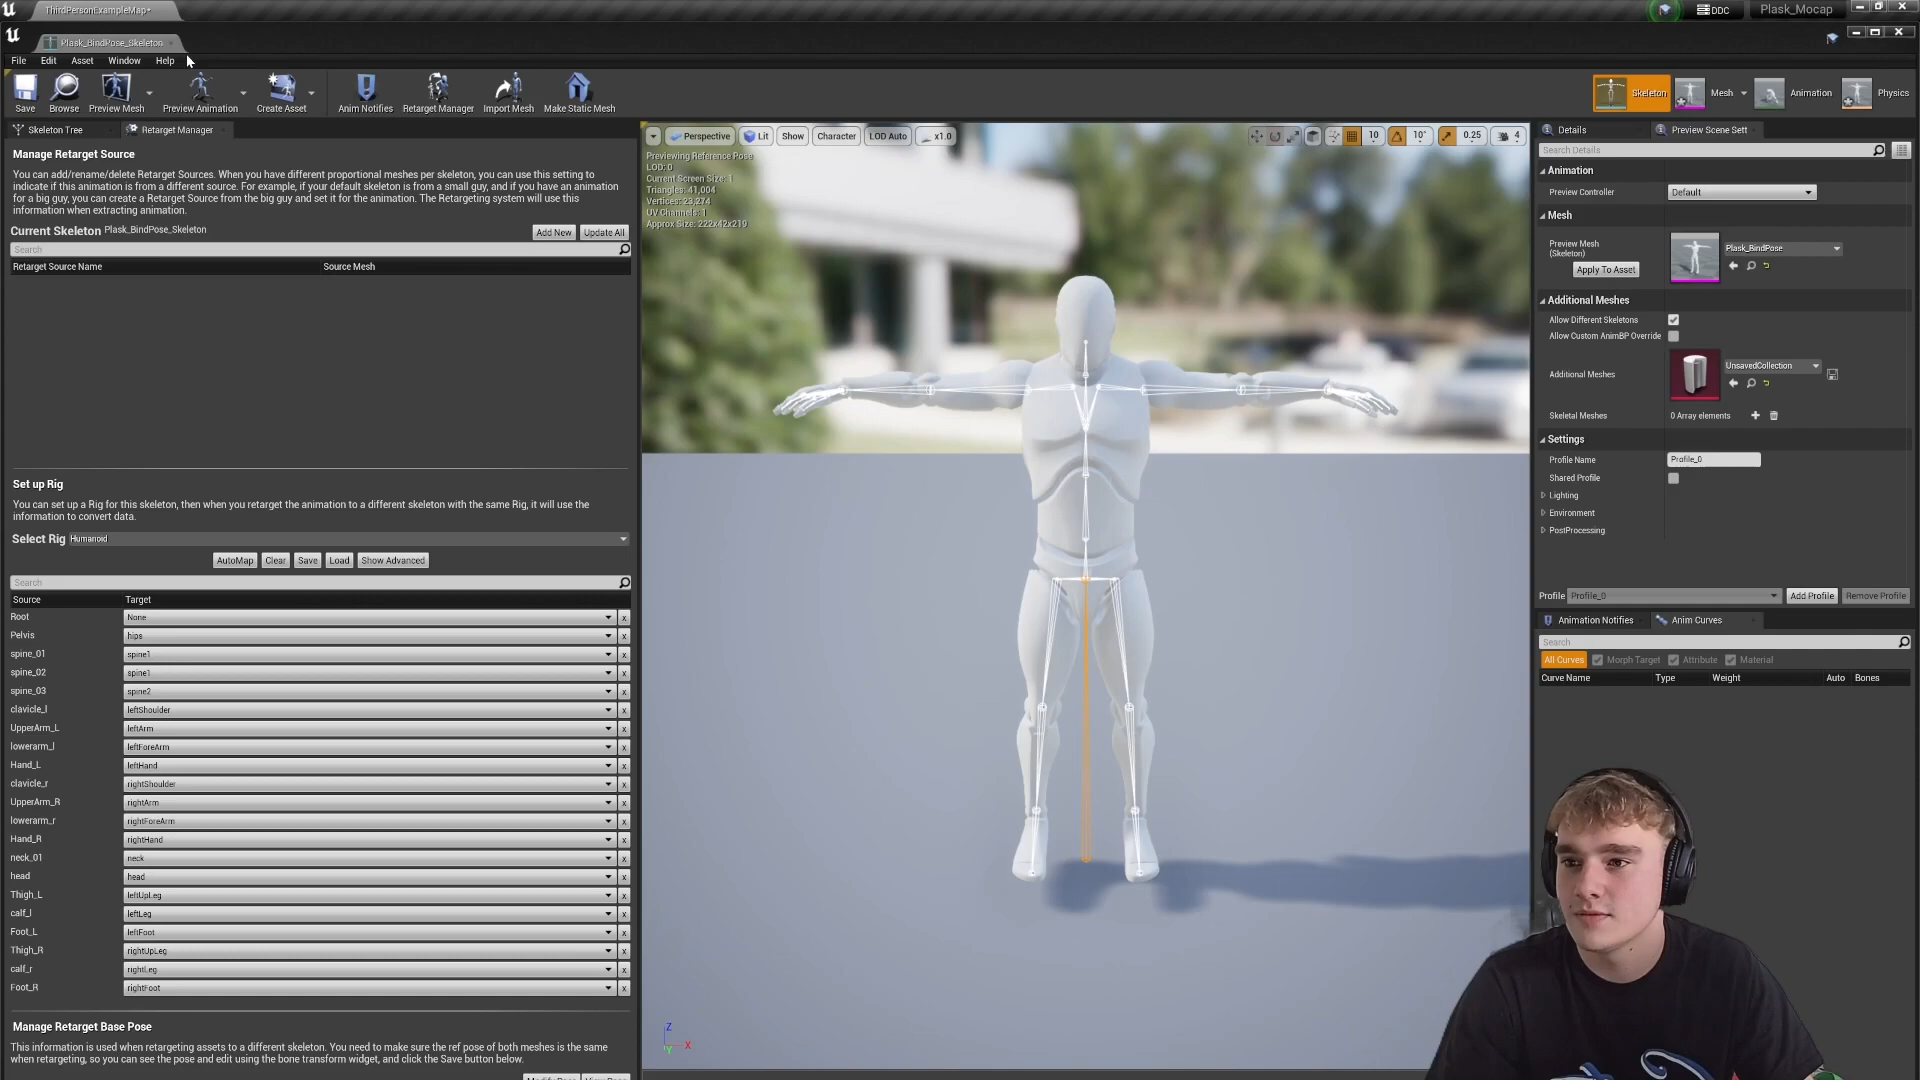 ThirdPersonExampleMap*
DDC
Plask_Mocap
Plask_BindPose_Skeleton
File Edit Asset Window Help
Save Browse Preview Mesh Preview Animation Create Asset Anim Notifies Retarget Manager Import Mesh Make Static Mesh
Skeleton Mesh Animation Physics
Skeleton Tree Retarget Manager
Manage Retarget Source
You can add/rename/delete Retarget Sources. When you have different proportional meshes per skeleton, you can use this setting to
indicate if this animation is from a different source. For example, if your default skeleton is from a small guy, and if you have an animation
for a big guy, you can create a Retarget Source from the big guy and set it for the animation. The Retargeting system will use this
information when extracting animation.
Current Skeleton Plask_BindPose_Skeleton
Add New Update All
Search
Retarget Source Name Source Mesh
Set up Rig
You can set up a Rig for this skeleton, then when you retarget the animation to a different skeleton with the same Rig, it will use the
information to convert data.
Select Rig Humanoid
AutoMap Clear Save Load Show Advanced
Search
Source Target
Root None x
Pelvis hips x
spine_01 spine1 x
spine_02 spine1 x
spine_03 spine2 x
clavicle_l leftShoulder x
UpperArm_L leftArm x
lowerarm_l leftForeArm x
Hand_L leftHand x
clavicle_r rightShoulder x
UpperArm_R rightArm x
lowerarm_r rightForeArm x
Hand_R rightHand x
neck_01 neck x
head head x
Thigh_L leftUpLeg x
calf_l leftLeg x
Foot_L leftFoot x
Thigh_R rightUpLeg x
calf_r rightLeg x
Foot_R rightFoot x
Manage Retarget Base Pose
This information is used when retargeting assets to a different skeleton. You need to make sure the ref pose of both meshes is the same
when retargeting, so you can see the pose and edit using the bone transform widget, and click the Save button below.
Modify Pose View Pose
Perspective Lit Show Character LOD Auto x1.0
10 10° 0.25 4
Previewing Reference Pose
LOD: 0
Current Screen Size: 1
Triangles: 41,004
Vertices: 23,274
UV Channels: 1
Approx Size: 222x42x219
Z
X
Y
Details Preview Scene Sett
Search Details
Animation
Preview Controller Default
Mesh
Preview Mesh
(Skeleton)
Apply To Asset
Plask_BindPose
Additional Meshes
Allow Different Skeletons
Allow Custom AnimBP Override
Additional Meshes UnsavedCollection
Skeletal Meshes 0 Array elements
Settings
Profile Name Profile_0
Shared Profile
Lighting
Environment
PostProcessing
Profile Profile_0 Add Profile Remove Profile
Animation Notifies Anim Curves
Search
All Curves Morph Target Attribute Material
Curve Name Type Weight Auto Bones